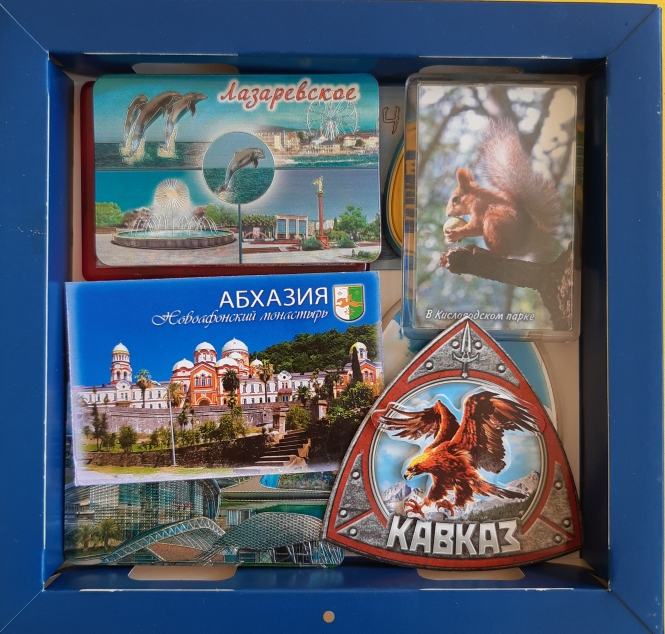 Лазаревское
Ч
В Кисловодском парке
АБХАЗИЯ
Новоафонский монастырь
КАВКАЗ